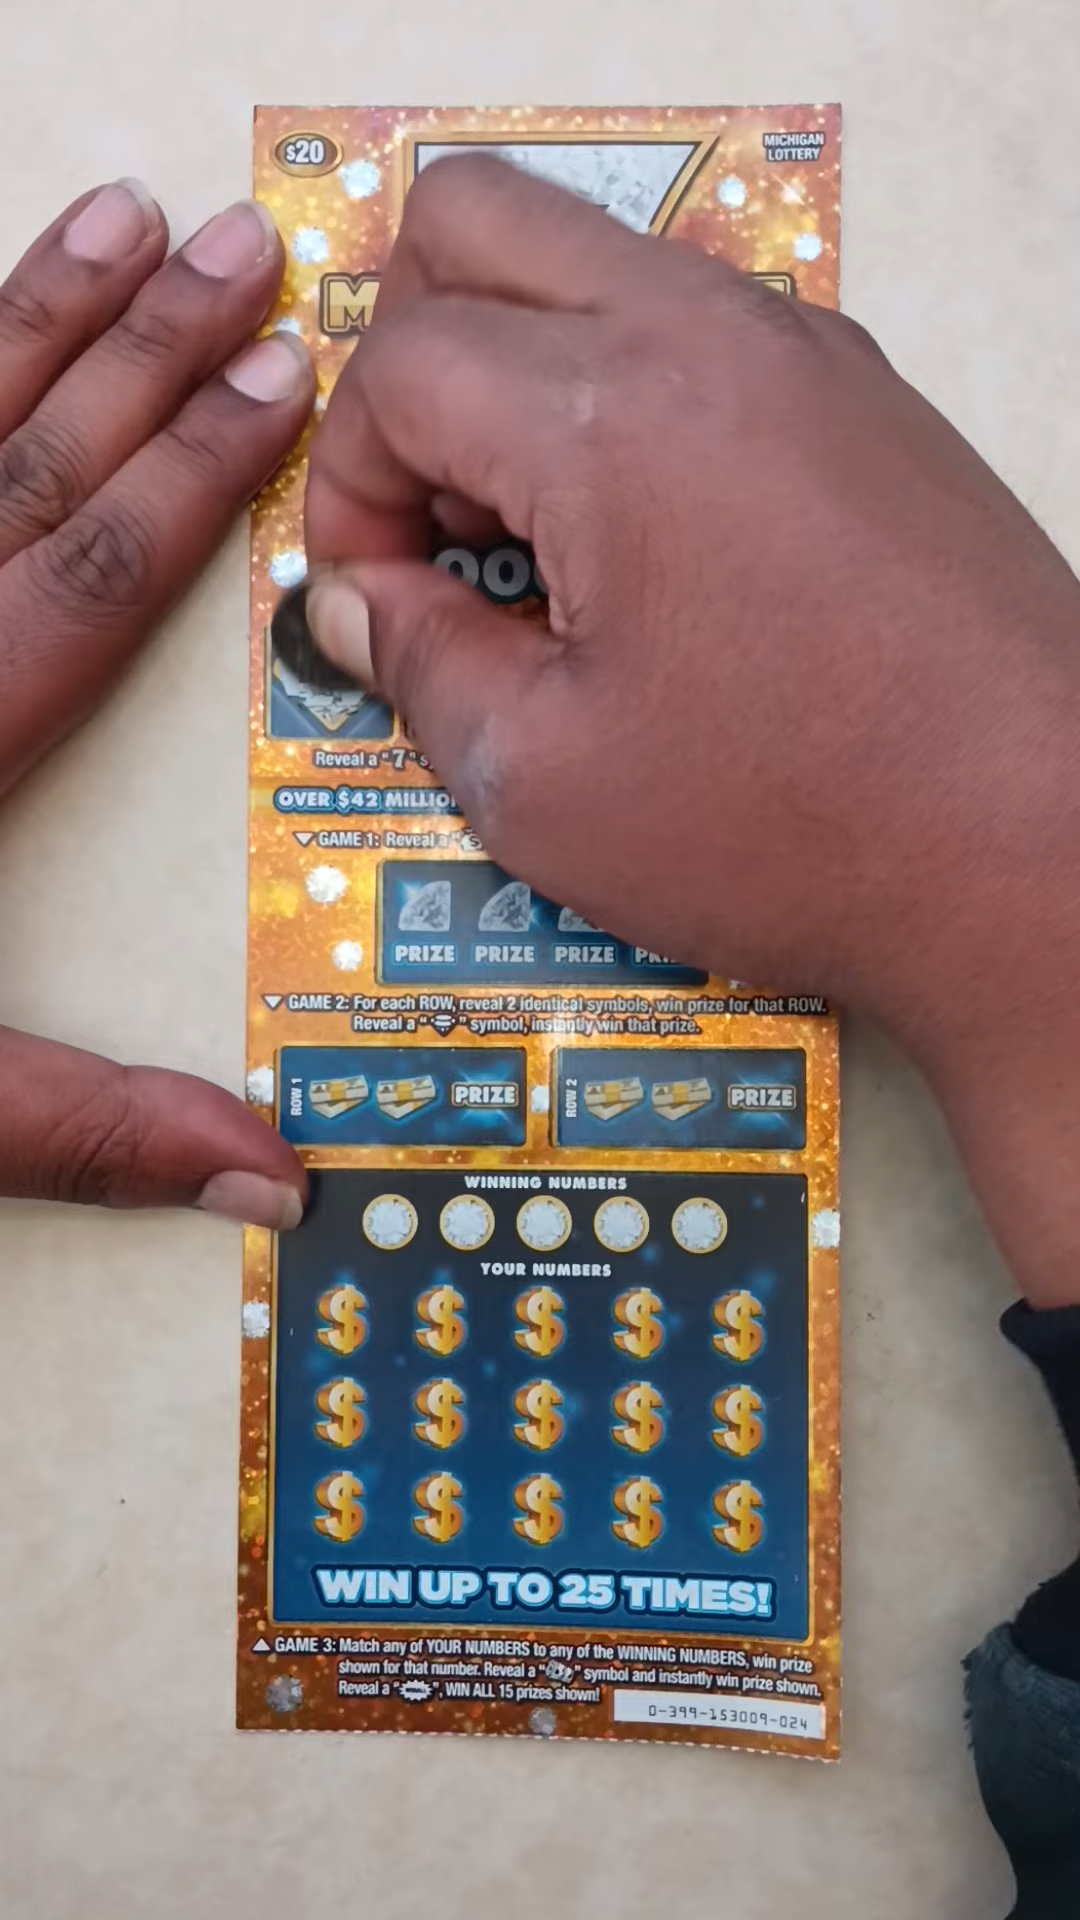 $20
MICHIGAN
LOTTERY
M
Reveal a "7"
OVER $42
GAME 1: Reveal a "
PRIZE PRIZE PRIZE
GAME 2: For each ROW, reveal 2 identical symbols, win prize for that ROW.
Reveal a " " symbol, instantly win that prize.
ROW 1
PRIZE
ROW 2
PRIZE
WINNING NUMBERS
YOUR NUMBERS
$ $ $ $ $
$ $ $ $ $
$ $ $ $ $
WIN UP TO 25 TIMES!
GAME 3: Match any of YOUR NUMBERS to any of the WINNING NUMBERS, win prize
shown for that number. Reveal a " " symbol and instantly win prize shown.
Reveal a " ", WIN ALL 15 prizes shown!
0-399-153009-024